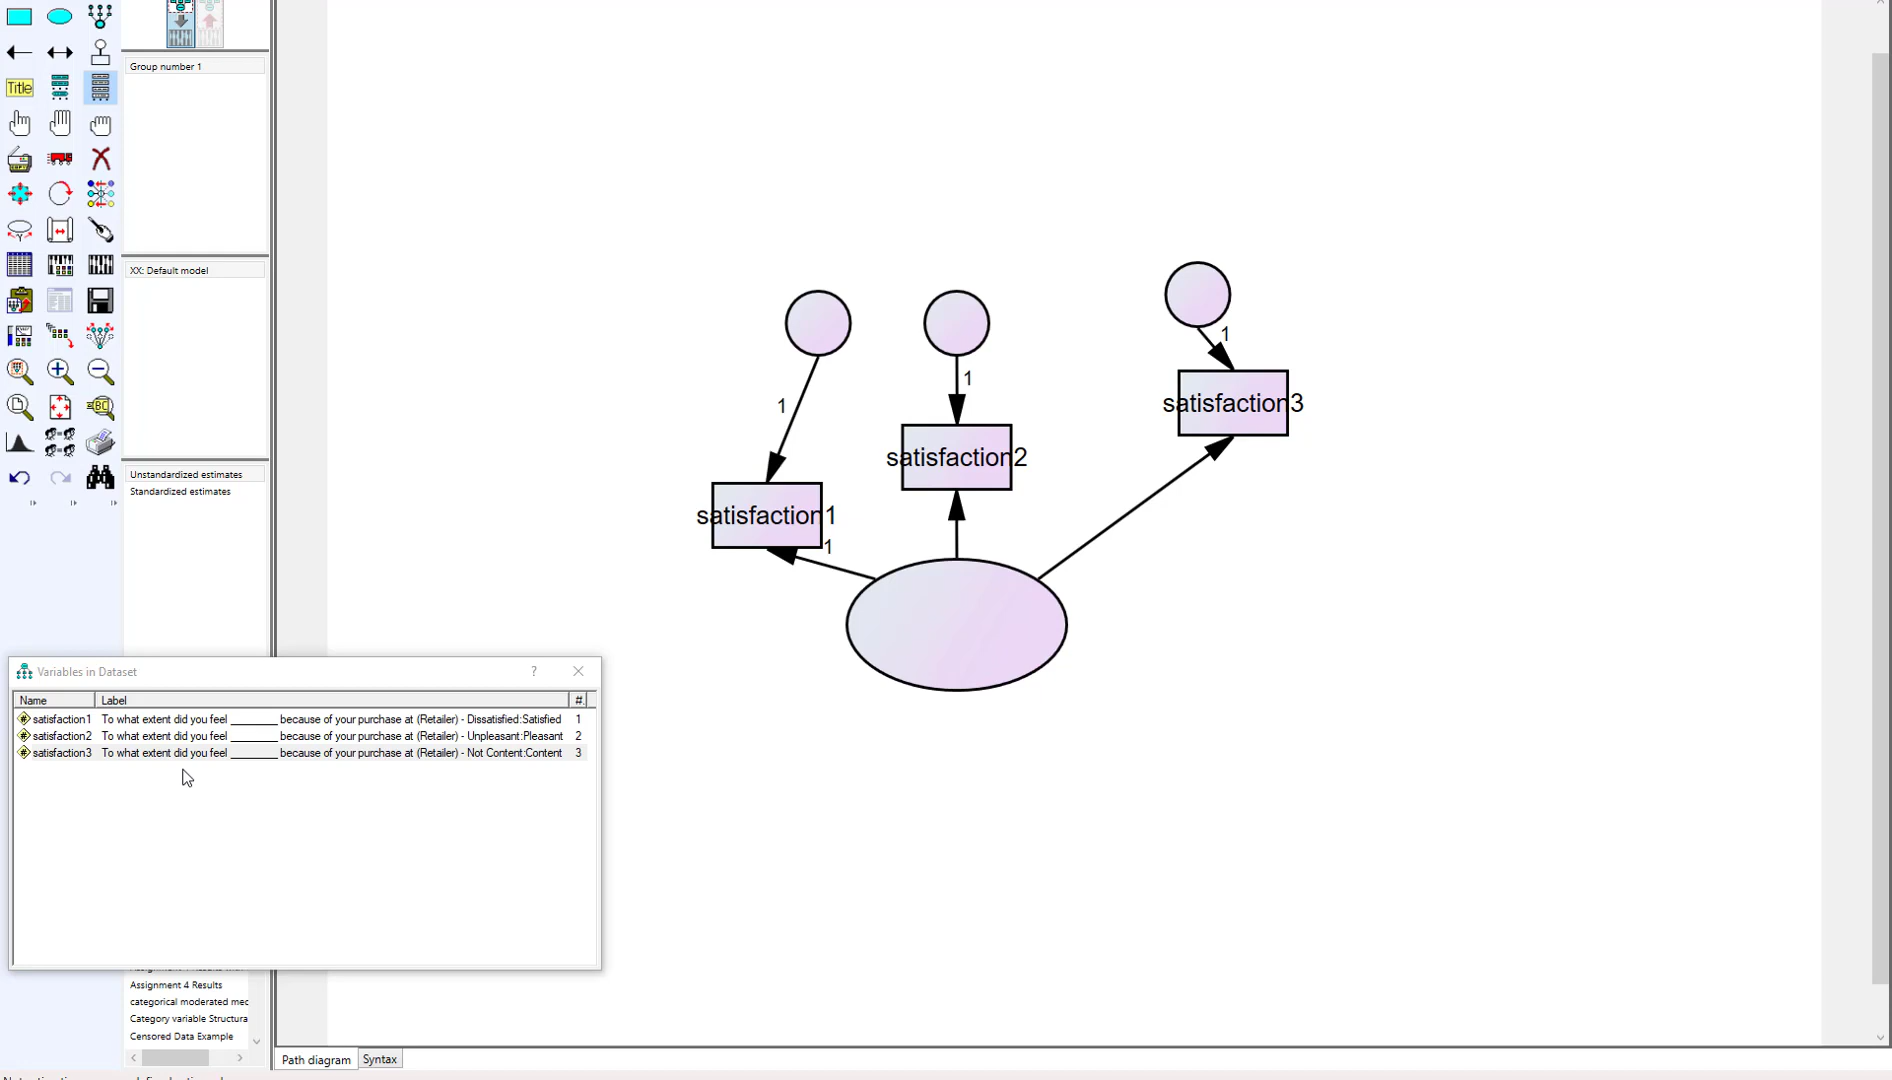 Group number 1
Title
XX: Default model
Unstandardized estimates
Standardized estimates
1
1
1
satisfaction3
satisfaction2
satisfaction1
1
Variables in Dataset
?
Name Label #.
satisfaction1 To what extent did you feel ________ because of your purchase at (Retailer) - Dissatisfied:Satisfied 1
satisfaction2 To what extent did you feel ________ because of your purchase at (Retailer) - Unpleasant:Pleasant 2
satisfaction3 To what extent did you feel ________ because of your purchase at (Retailer) - Not Content:Content 3
Assignment 4 Results
categorical moderated mec
Category variable Structura
Censored Data Example
Path diagram Syntax